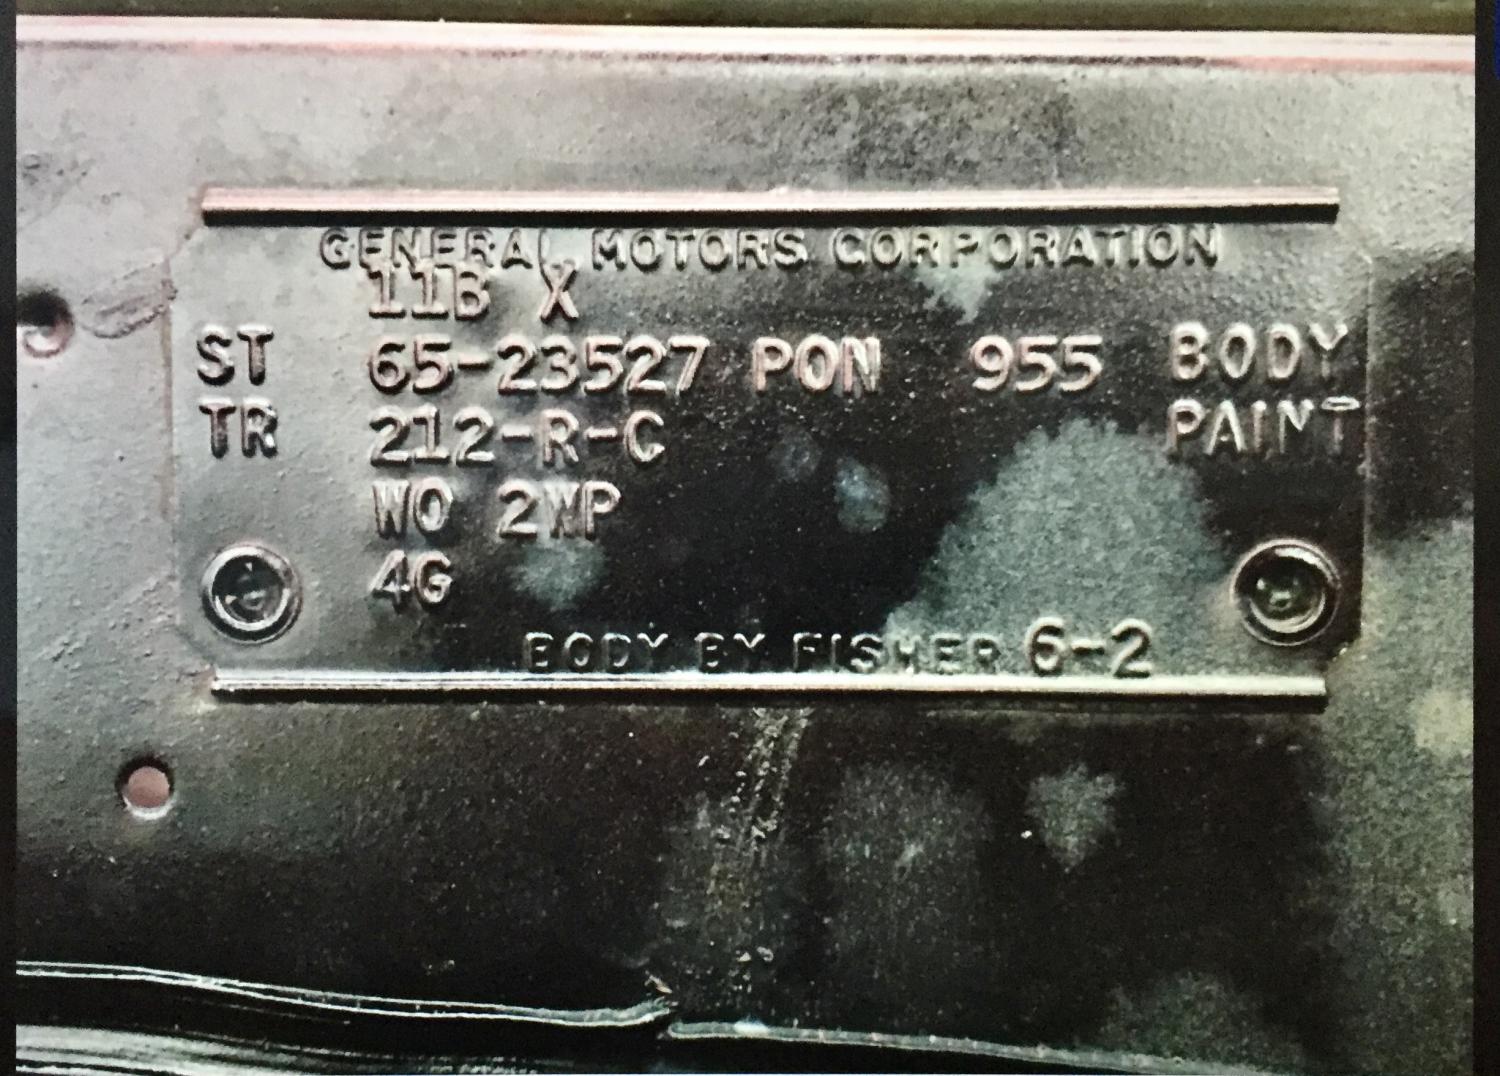 GENERAL MOTORS CORPORATION
11B X
ST 65-23527 PON 955 BODY
TR 212-R-C PAINT
WO 2WP
4G
BODY BY FISHER 6-2